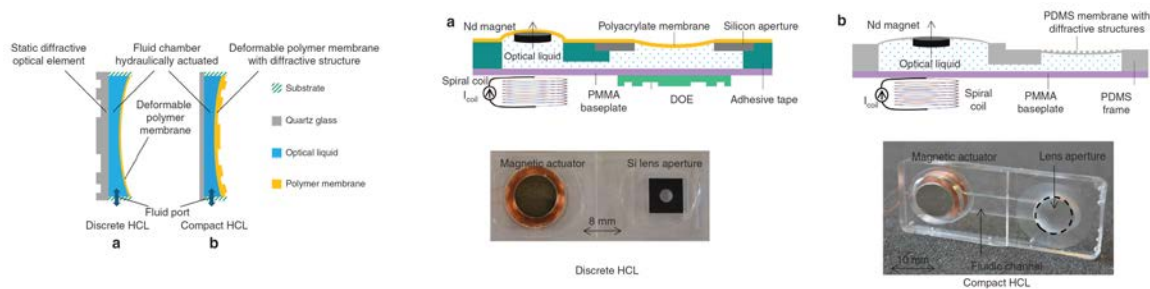 Static diffractive
optical element
Fluid chamber
hydraulically actuated
Deformable polymer membrane
with diffractive structure
Deformable
polymer
membrane
Substrate
Quartz glass
Optical liquid
Polymer membrane
Fluid port
Discrete HCL
Compact HCL
a
b
a
Nd magnet
Polyacrylate membrane
Silicon aperture
Optical liquid
Spiral coil
Icoil
PMMA
baseplate
DOE
Adhesive tape
Magnetic actuator
Si lens aperture
8 mm
Discrete HCL
b
Nd magnet
PDMS membrane with
diffractive structures
Optical liquid
Icoil
Spiral
coil
PMMA
baseplate
PDMS
frame
Magnetic actuator
Lens aperture
Fluidic channel
10 mm
Compact HCL